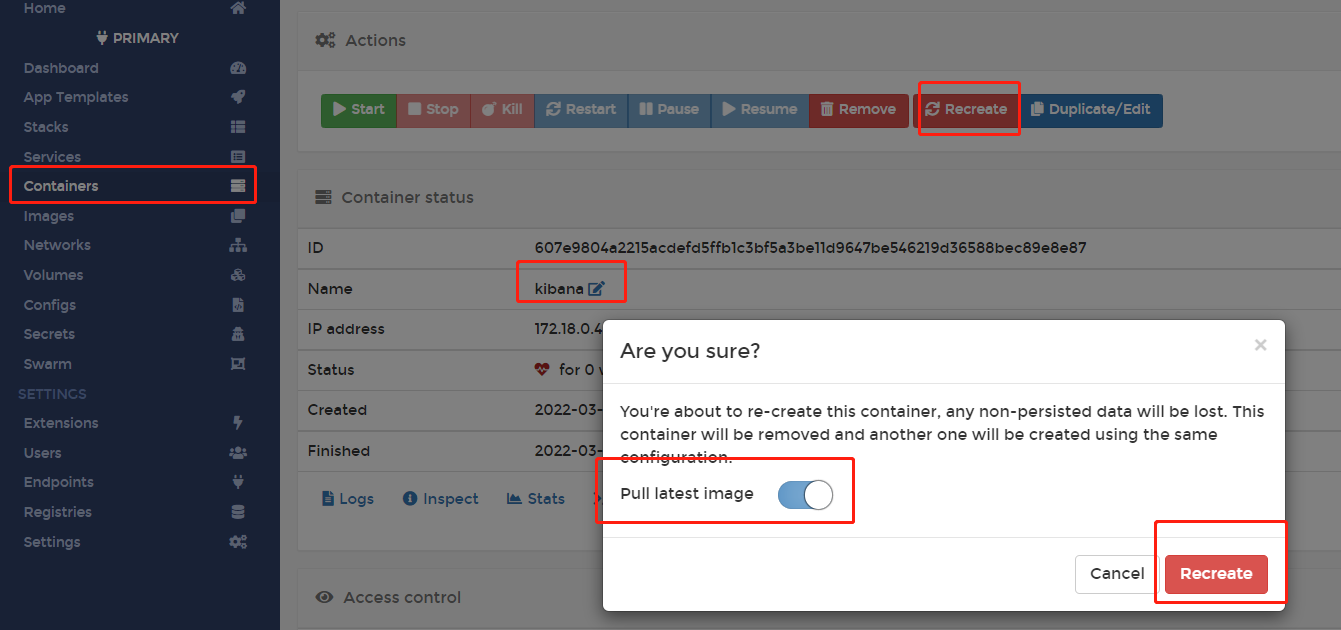 Home
PRIMARY
Dashboard
App Templates
Stacks
Services
Containers
Images
Networks
Volumes
Configs
Secrets
Swarm
SETTINGS
Extensions
Users
Endpoints
Registries
Settings
Actions
Start Stop Kill Restart Pause Resume Remove Recreate Duplicate/Edit
Container status
ID 607e9804a2215acdefd5ffb1c3bf5a3be11d9647be546219d36588bec89e8e87
Name kibana
IP address 172.18.0.4
Status for 0
Created 2022-03-
Finished 2022-03-
Logs Inspect Stats
Access control
Are you sure? ×
You're about to re-create this container, any non-persisted data will be lost. This
container will be removed and another one will be created using the same
configuration.
Pull latest image
Cancel Recreate